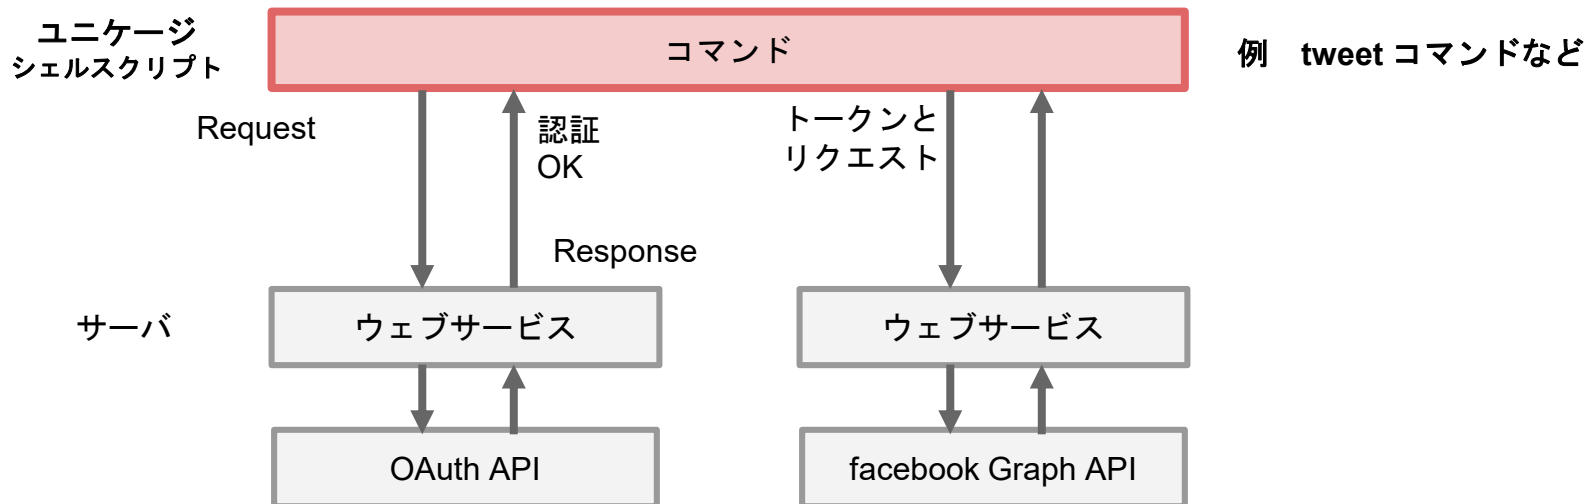 ユニケージ
シェルスクリプト
コマンド
例　tweet コマンドなど
Request
認証
OK
トークンと
リクエスト
Response
サーバ
ウェブサービス
ウェブサービス
OAuth API
facebook Graph API